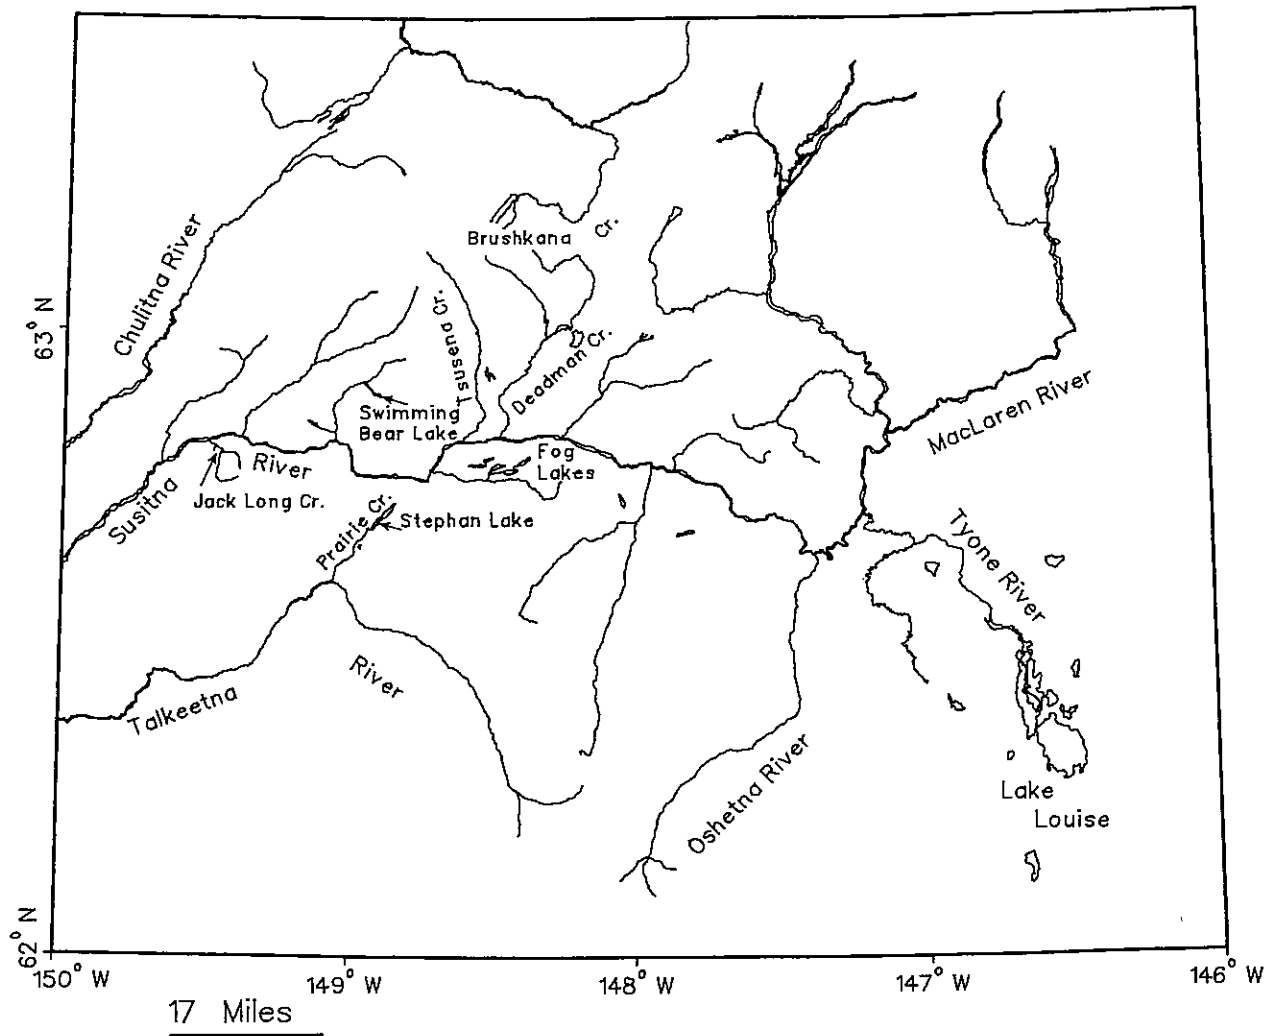 Brushkana Cr.
Chulitna River
63° N
Tsusena Cr.
Deadman Cr.
Swimming
Bear Lake
MacLaren River
Fog
Lakes
River
Susitna
Jack Long Cr.
Prairie Cr.
Stephan Lake
Tyone River
River
Talkeetna
Oshetna River
Lake
Louise
62° N
150° W
149° W
148° W
147° W
146° W
17 Miles